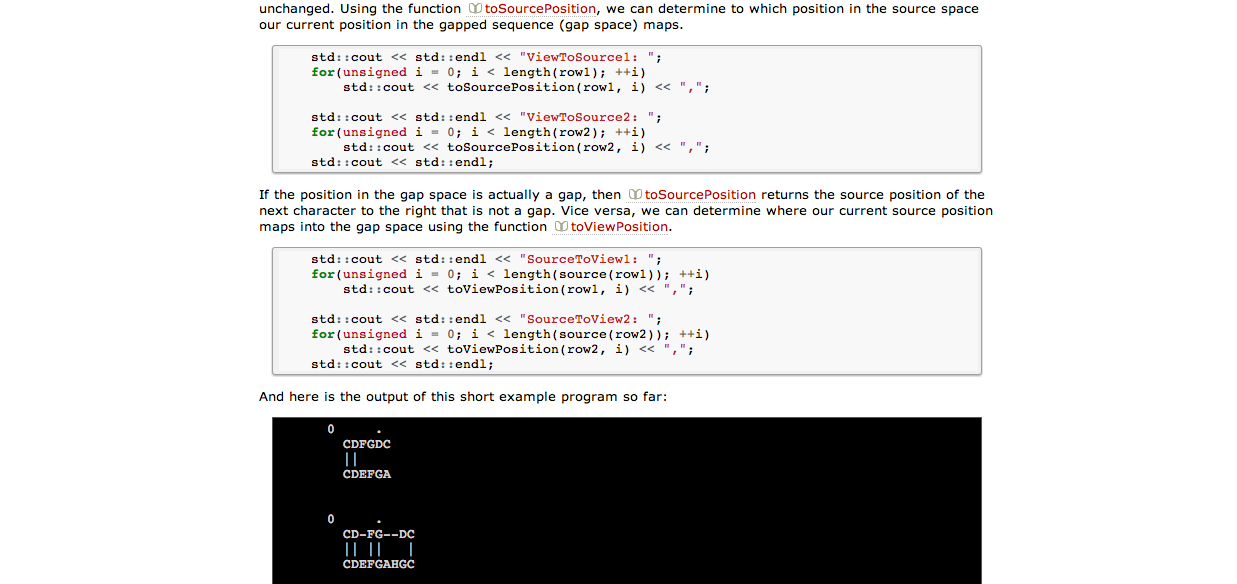 unchanged. Using the function toSourcePosition, we can determine to which position in the source space
our current position in the gapped sequence (gap space) maps.
std::cout << std::endl << "ViewToSource1: ";
for(unsigned i = 0; i < length(row1); ++i)
    std::cout << toSourcePosition(row1, i) << ",";

std::cout << std::endl << "ViewToSource2: ";
for(unsigned i = 0; i < length(row2); ++i)
    std::cout << toSourcePosition(row2, i) << ",";
std::cout << std::endl;
If the position in the gap space is actually a gap, then toSourcePosition returns the source position of the
next character to the right that is not a gap. Vice versa, we can determine where our current source position
maps into the gap space using the function toViewPosition.
std::cout << std::endl << "SourceToView1: ";
for(unsigned i = 0; i < length(source(row1)); ++i)
    std::cout << toViewPosition(row1, i) << ",";

std::cout << std::endl << "SourceToView2: ";
for(unsigned i = 0; i < length(source(row2)); ++i)
    std::cout << toViewPosition(row2, i) << ",";
std::cout << std::endl;
And here is the output of this short example program so far:
0     .
  CDFGDC
  ||
  CDEFGA

0     .
  CD-FG--DC
  || ||   |
  CDEFGAHGC